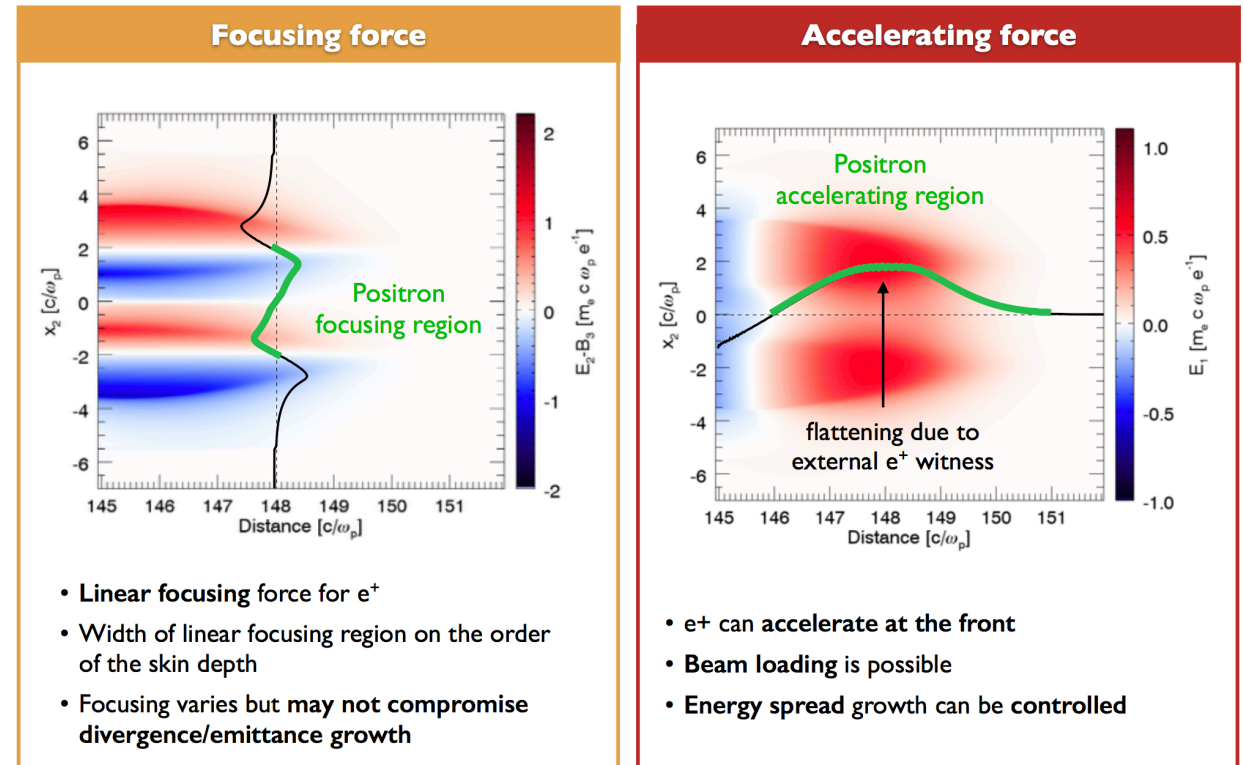 Focusing force
6
4
2
0
-2
-4
-6
x₂ [c/ωₚ]
145 146 147 148 149 150 151
Distance [c/ωₚ]
Positron
focusing region
2
1
0
-1
-2
E₂-B₃ [mₑ c ωₚ e⁻¹]
• Linear focusing force for e⁺
• Width of linear focusing region on the order
of the skin depth
• Focusing varies but may not compromise
divergence/emittance growth
Accelerating force
6
4
2
0
-2
-4
-6
x₂ [c/ωₚ]
Positron
accelerating region
flattening due to
external e⁺ witness
145 146 147 148 149 150 151
Distance [c/ωₚ]
1.0
0.5
0.0
-0.5
-1.0
E₁ [mₑ c ωₚ e⁻¹]
• e+ can accelerate at the front
• Beam loading is possible
• Energy spread growth can be controlled